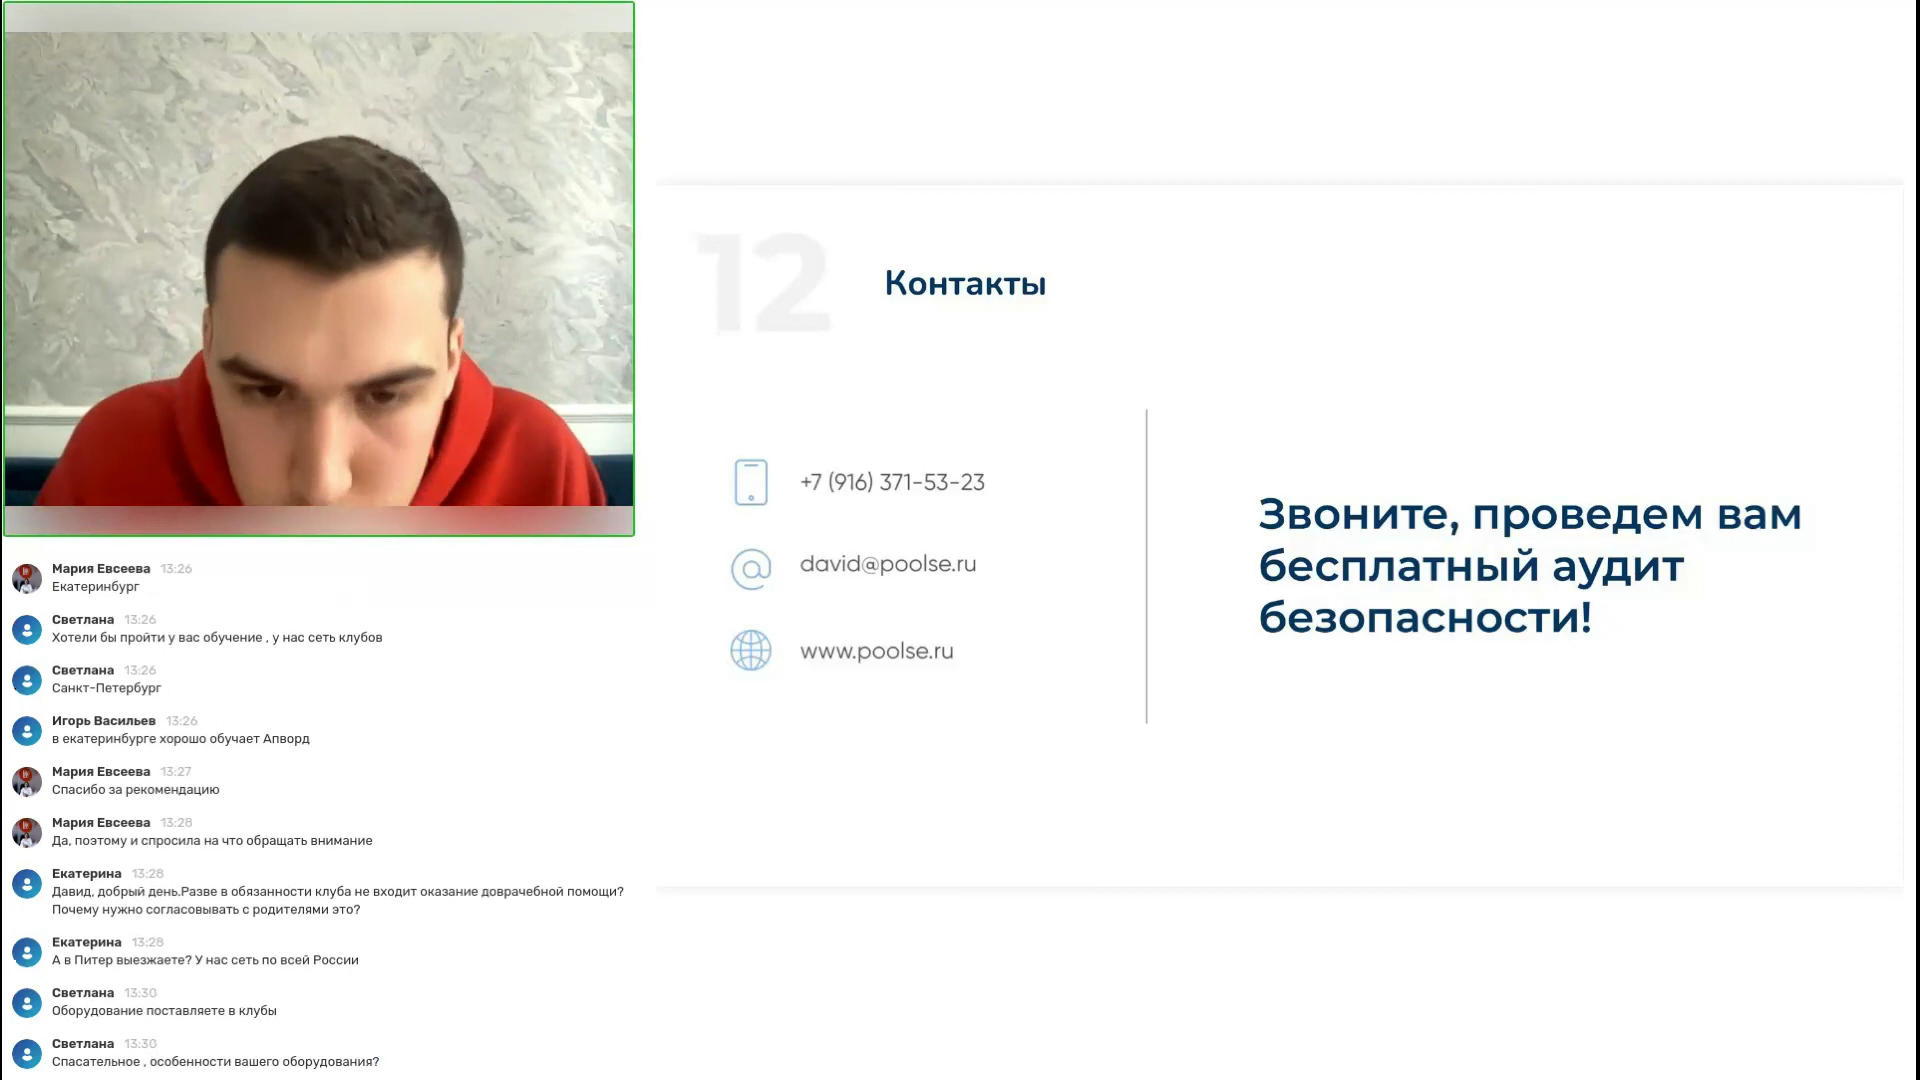 Мария Евсеева 13:26
Екатеринбург
Светлана 13:26
Хотели бы пройти у вас обучение , у нас сеть клубов
Светлана 13:26
Санкт-Петербург
Игорь Васильев 13:26
в екатеринбурге хорошо обучает Апворд
Мария Евсеева 13:27
Спасибо за рекомендацию
Мария Евсеева 13:28
Да, поэтому и спросила на что обращать внимание
Екатерина 13:28
Давид, добрый день.Разве в обязанности клуба не входит оказание доврачебной помощи?
Почему нужно согласовывать с родителями это?
Екатерина 13:28
А в Питер выезжаете? У нас сеть по всей России
Светлана 13:30
Оборудование поставляете в клубы
Светлана 13:30
Спасательное , особенности вашего оборудования?
12
Контакты
+7 (916) 371-53-23
david@poolse.ru
www.poolse.ru
Звоните, проведем вам
бесплатный аудит
безопасности!